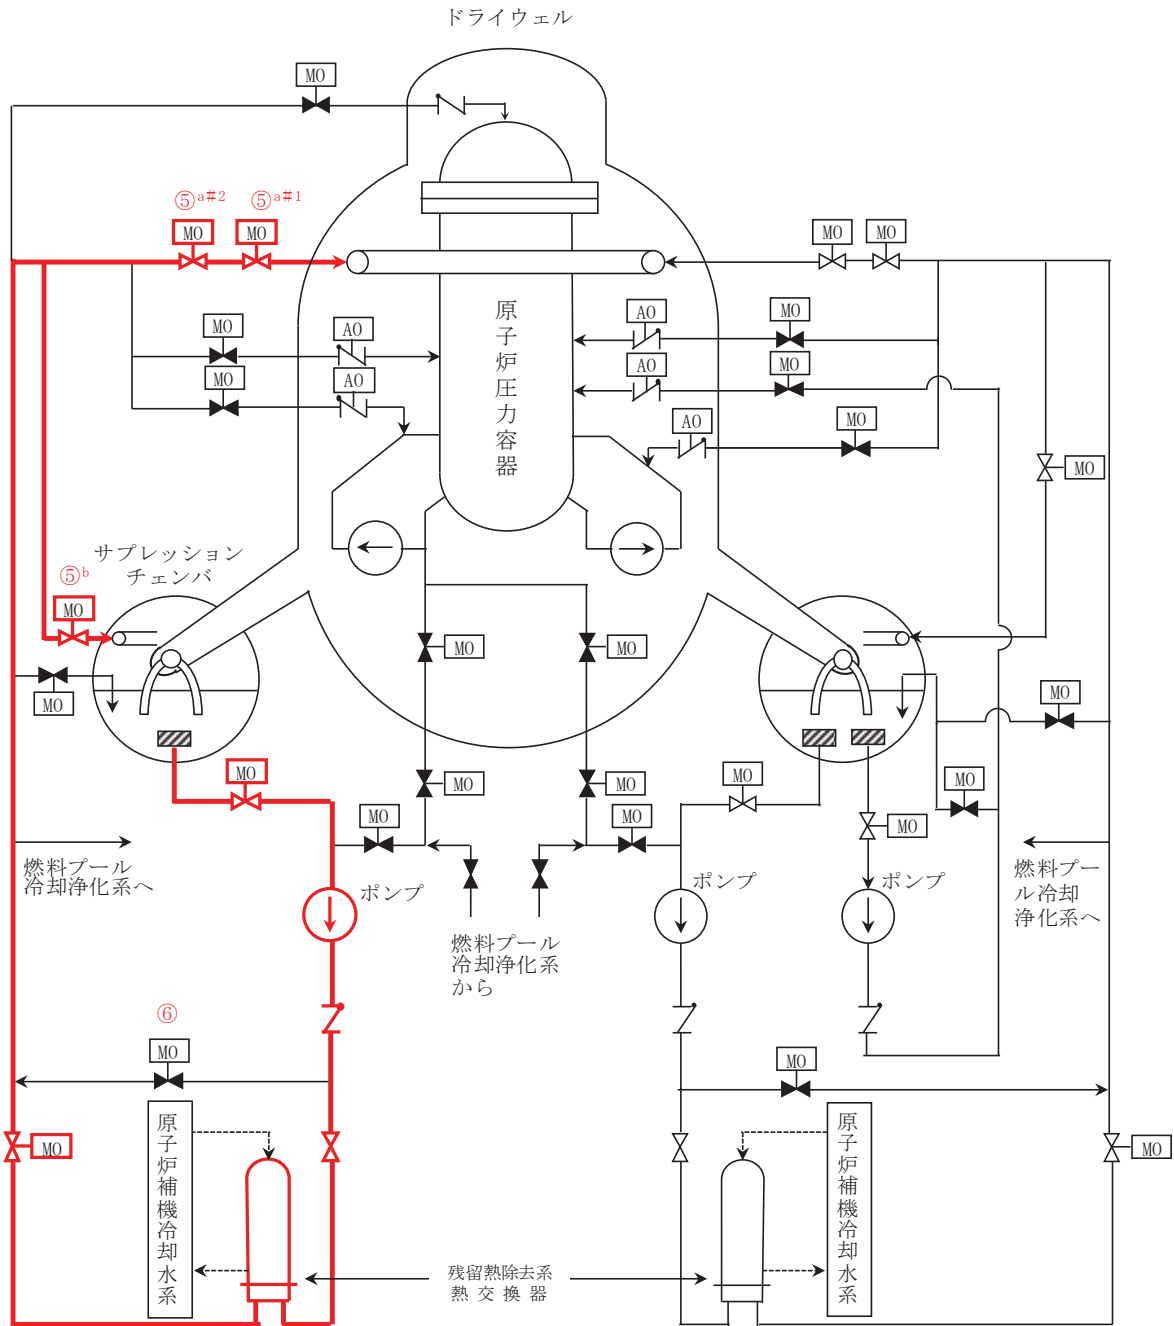 ドライウェル
MO
⑤a#2
⑤a#1
MO
MO
MO
MO
MO
AO
MO
AO
AO
MO
AO
MO
AO
MO
MO
原子炉圧力容器
サプレッション
チェンバ
⑤b
MO
MO
MO
MO
MO
MO
MO
MO
MO
MO
MO
MO
MO
MO
燃料プール
冷却浄化系へ
ポンプ
ポンプ
ポンプ
燃料プー
ル冷却
浄化系へ
燃料プール
冷却浄化系
から
⑥
MO
MO
MO
MO
原子炉補機冷却水系
原子炉補機冷却水系
残留熱除去系
熱交換器